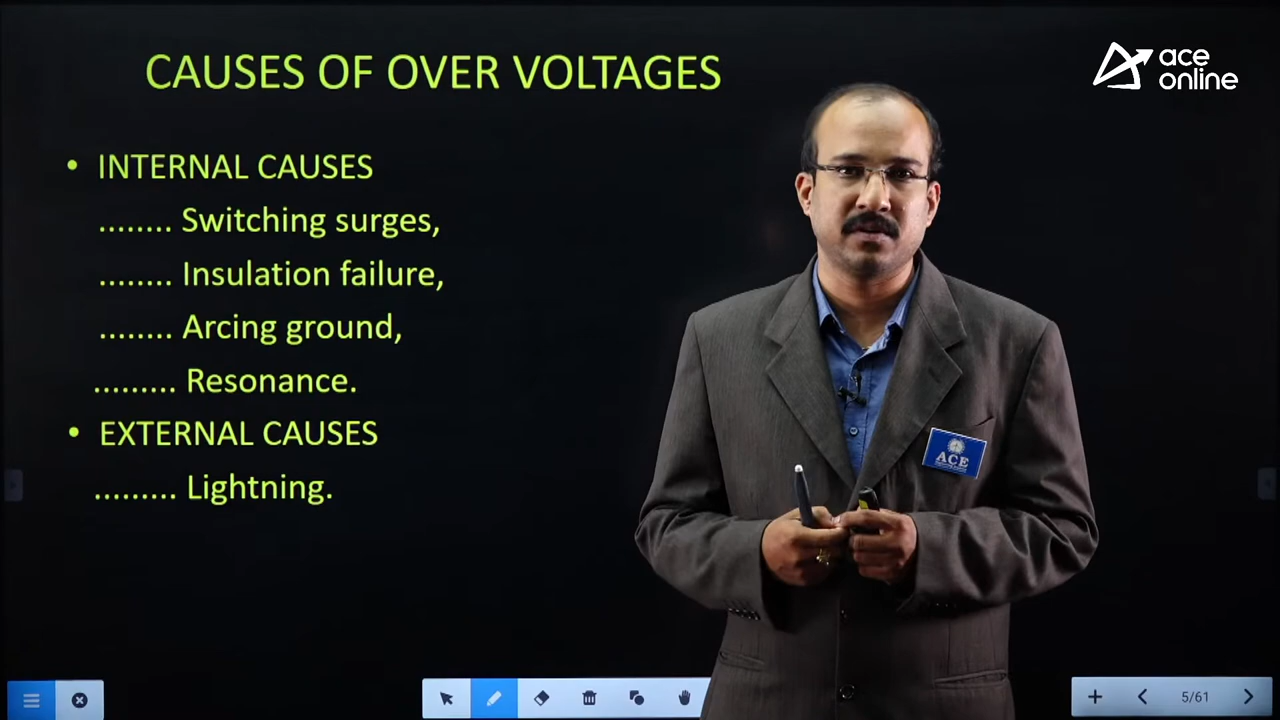 CAUSES OF OVER VOLTAGES
ace
online
• INTERNAL CAUSES
........ Switching surges,
........ Insulation failure,
........ Arcing ground,
......... Resonance.
• EXTERNAL CAUSES
......... Lightning.
ACE
5/61